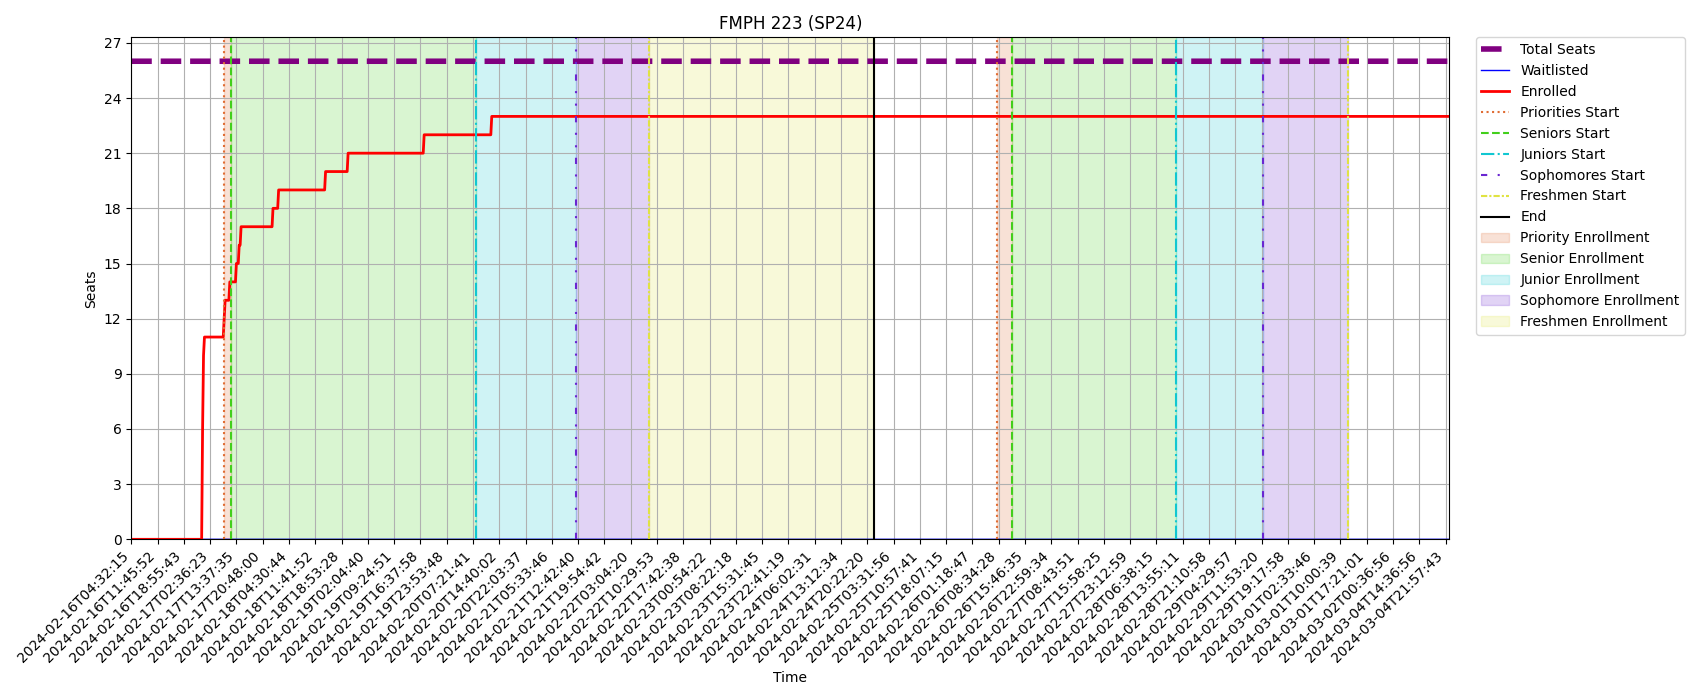 FMPH 223 (SP24)
27
24
21
18
15
12
9
6
3
0
Seats
2024-02-16T04:32:15
2024-02-16T11:45:52
2024-02-16T18:55:43
2024-02-17T02:36:23
2024-02-17T13:37:35
2024-02-17T20:48:00
2024-02-18T04:30:44
2024-02-18T11:41:52
2024-02-18T18:53:28
2024-02-19T02:04:40
2024-02-19T09:24:51
2024-02-19T16:37:58
2024-02-19T23:53:48
2024-02-20T07:21:41
2024-02-20T14:40:02
2024-02-20T22:03:37
2024-02-21T05:33:46
2024-02-21T12:42:40
2024-02-21T19:54:42
2024-02-22T03:04:20
2024-02-22T10:29:53
2024-02-22T17:42:38
2024-02-23T00:54:22
2024-02-23T08:22:18
2024-02-23T15:31:45
2024-02-23T22:41:19
2024-02-24T06:02:31
2024-02-24T13:12:34
2024-02-24T20:22:20
2024-02-25T03:31:56
2024-02-25T10:57:41
2024-02-25T18:07:15
2024-02-26T01:18:47
2024-02-26T08:34:28
2024-02-26T15:46:35
2024-02-26T22:59:34
2024-02-27T08:43:51
2024-02-27T15:58:25
2024-02-27T23:12:59
2024-02-28T06:38:15
2024-02-28T13:55:11
2024-02-28T21:10:58
2024-02-29T04:29:57
2024-02-29T11:53:20
2024-02-29T19:17:58
2024-03-01T02:33:46
2024-03-01T10:00:39
2024-03-01T17:21:01
2024-03-02T00:36:56
2024-03-04T14:36:56
2024-03-04T21:57:43
Time
Total Seats
Waitlisted
Enrolled
Priorities Start
Seniors Start
Juniors Start
Sophomores Start
Freshmen Start
End
Priority Enrollment
Senior Enrollment
Junior Enrollment
Sophomore Enrollment
Freshmen Enrollment